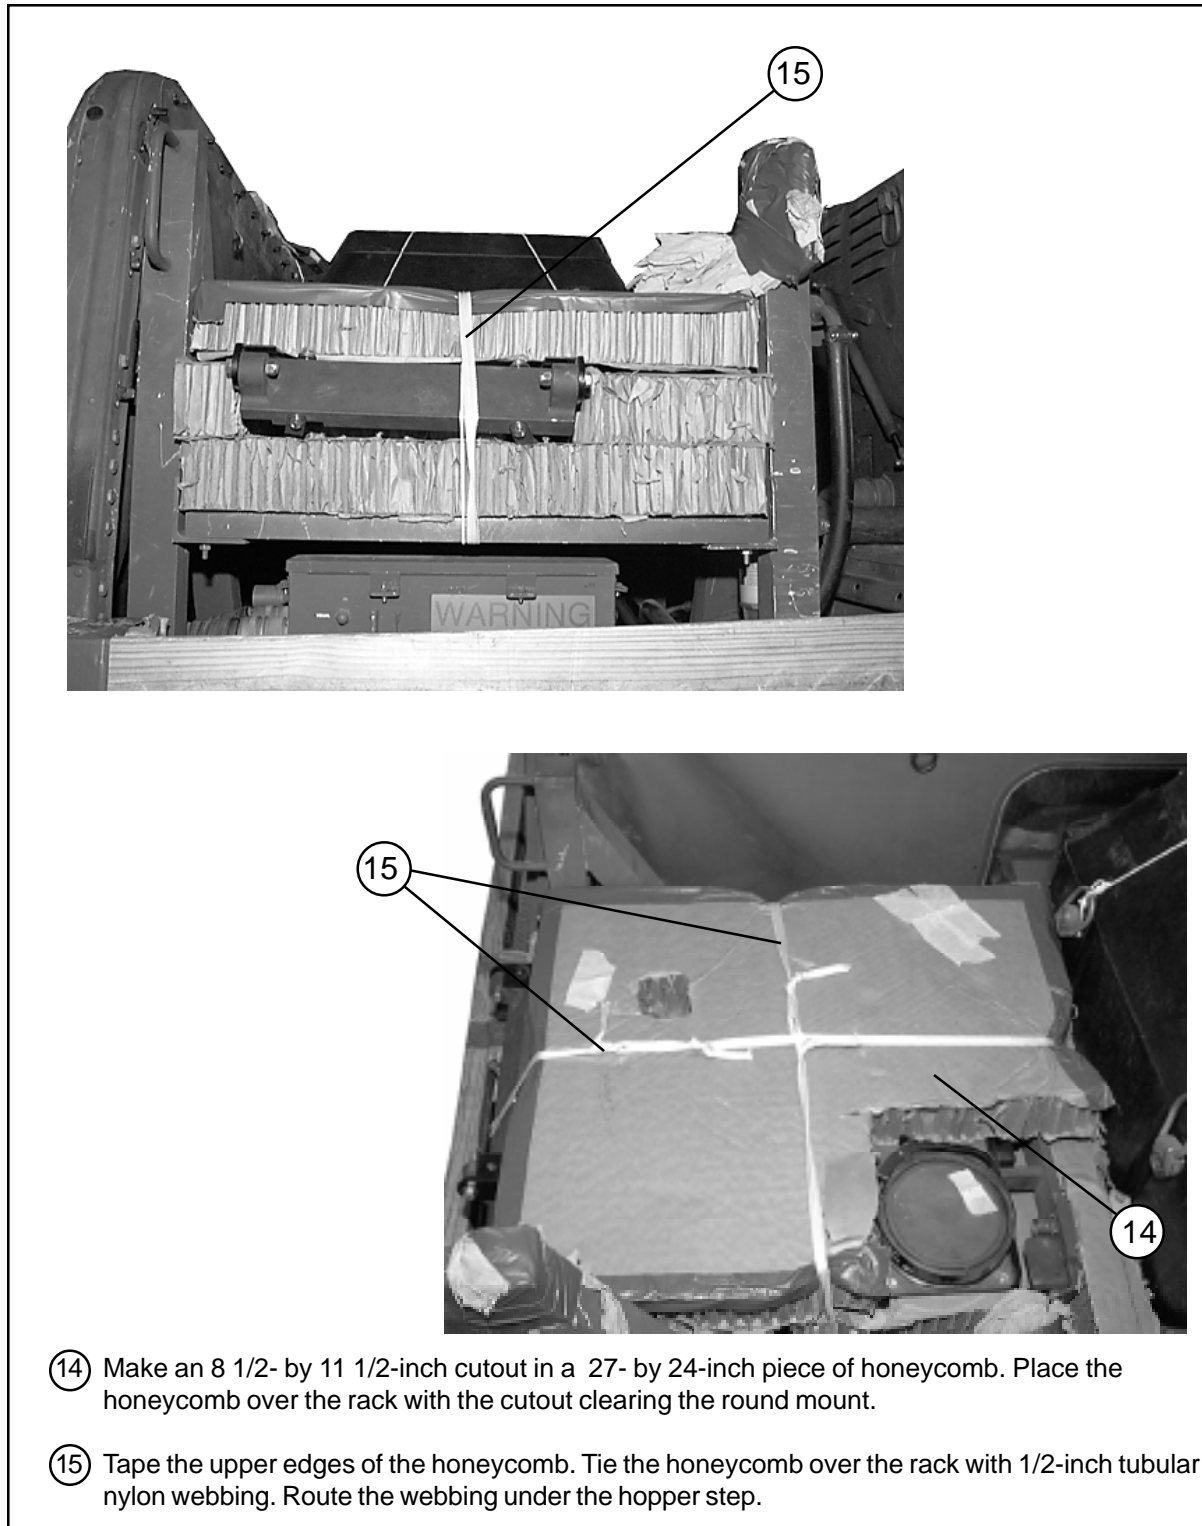 15
WARNING
15
14
14 Make an 8 1/2- by 11 1/2-inch cutout in a 27- by 24-inch piece of honeycomb. Place the
honeycomb over the rack with the cutout clearing the round mount.
15 Tape the upper edges of the honeycomb. Tie the honeycomb over the rack with 1/2-inch tubular
nylon webbing. Route the webbing under the hopper step.